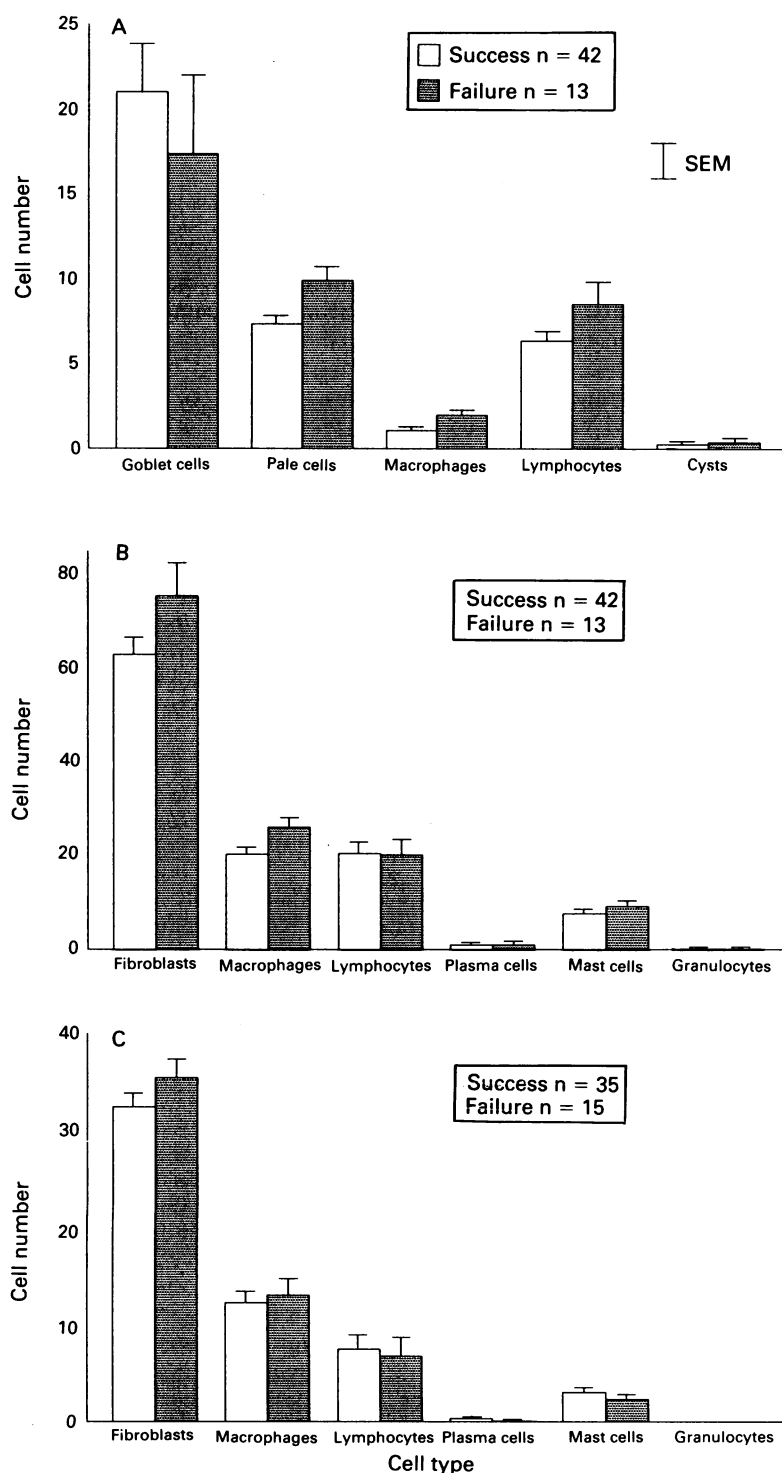 A
Success n = 42
Failure n = 13
SEM
Cell number
25
20
15
10
5
0
Goblet cells Pale cells Macrophages Lymphocytes Cysts
B
Success n = 42
Failure n = 13
Cell number
80
60
40
20
0
Fibroblasts Macrophages Lymphocytes Plasma cells Mast cells Granulocytes
C
Success n = 35
Failure n = 15
Cell number
40
30
20
10
0
Fibroblasts Macrophages Lymphocytes Plasma cells Mast cells Granulocytes
Cell type